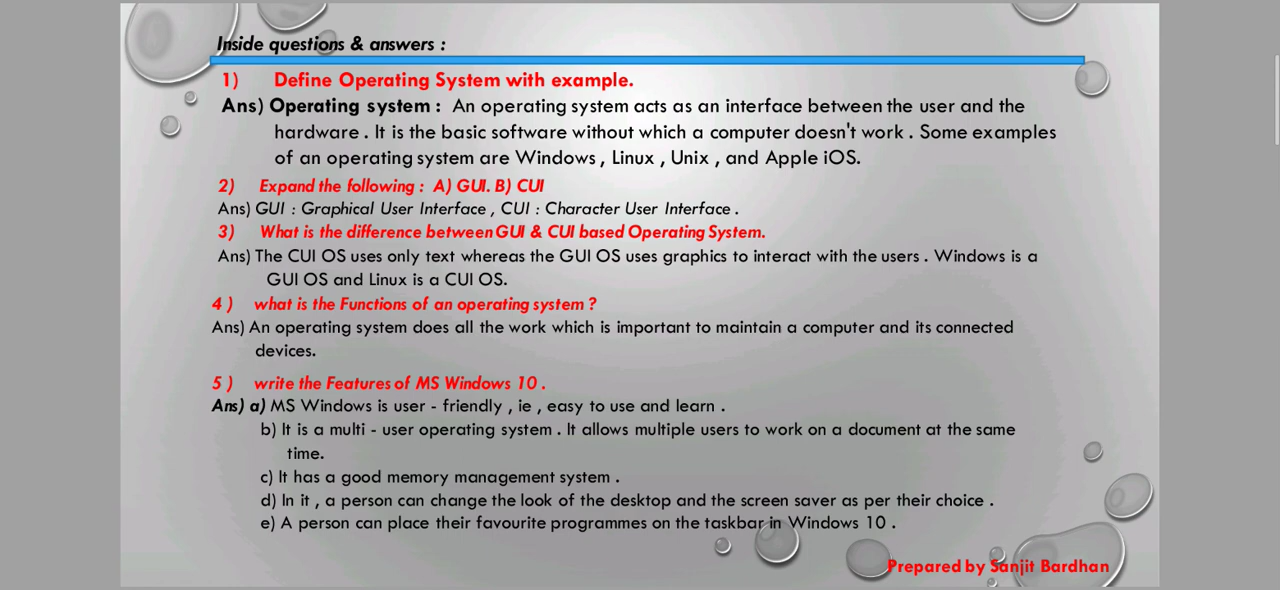 Inside questions & answers :
1) Define Operating System with example.
Ans) Operating system : An operating system acts as an interface between the user and the
hardware . It is the basic software without which a computer doesn't work . Some examples
of an operating system are Windows , Linux , Unix , and Apple iOS.
2) Expand the following : A) GUI. B) CUI
Ans) GUI : Graphical User Interface , CUI : Character User Interface .
3) What is the difference between GUI & CUI based Operating System.
Ans) The CUI OS uses only text whereas the GUI OS uses graphics to interact with the users . Windows is a
GUI OS and Linux is a CUI OS.
4 ) what is the Functions of an operating system ?
Ans) An operating system does all the work which is important to maintain a computer and its connected
devices.
5 ) write the Features of MS Windows 10 .
Ans) a) MS Windows is user - friendly , ie , easy to use and learn .
b) It is a multi - user operating system . It allows multiple users to work on a document at the same
time.
c) It has a good memory management system .
d) In it , a person can change the look of the desktop and the screen saver as per their choice .
e) A person can place their favourite programmes on the taskbar in Windows 10 .
Prepared by Sanjit Bardhan